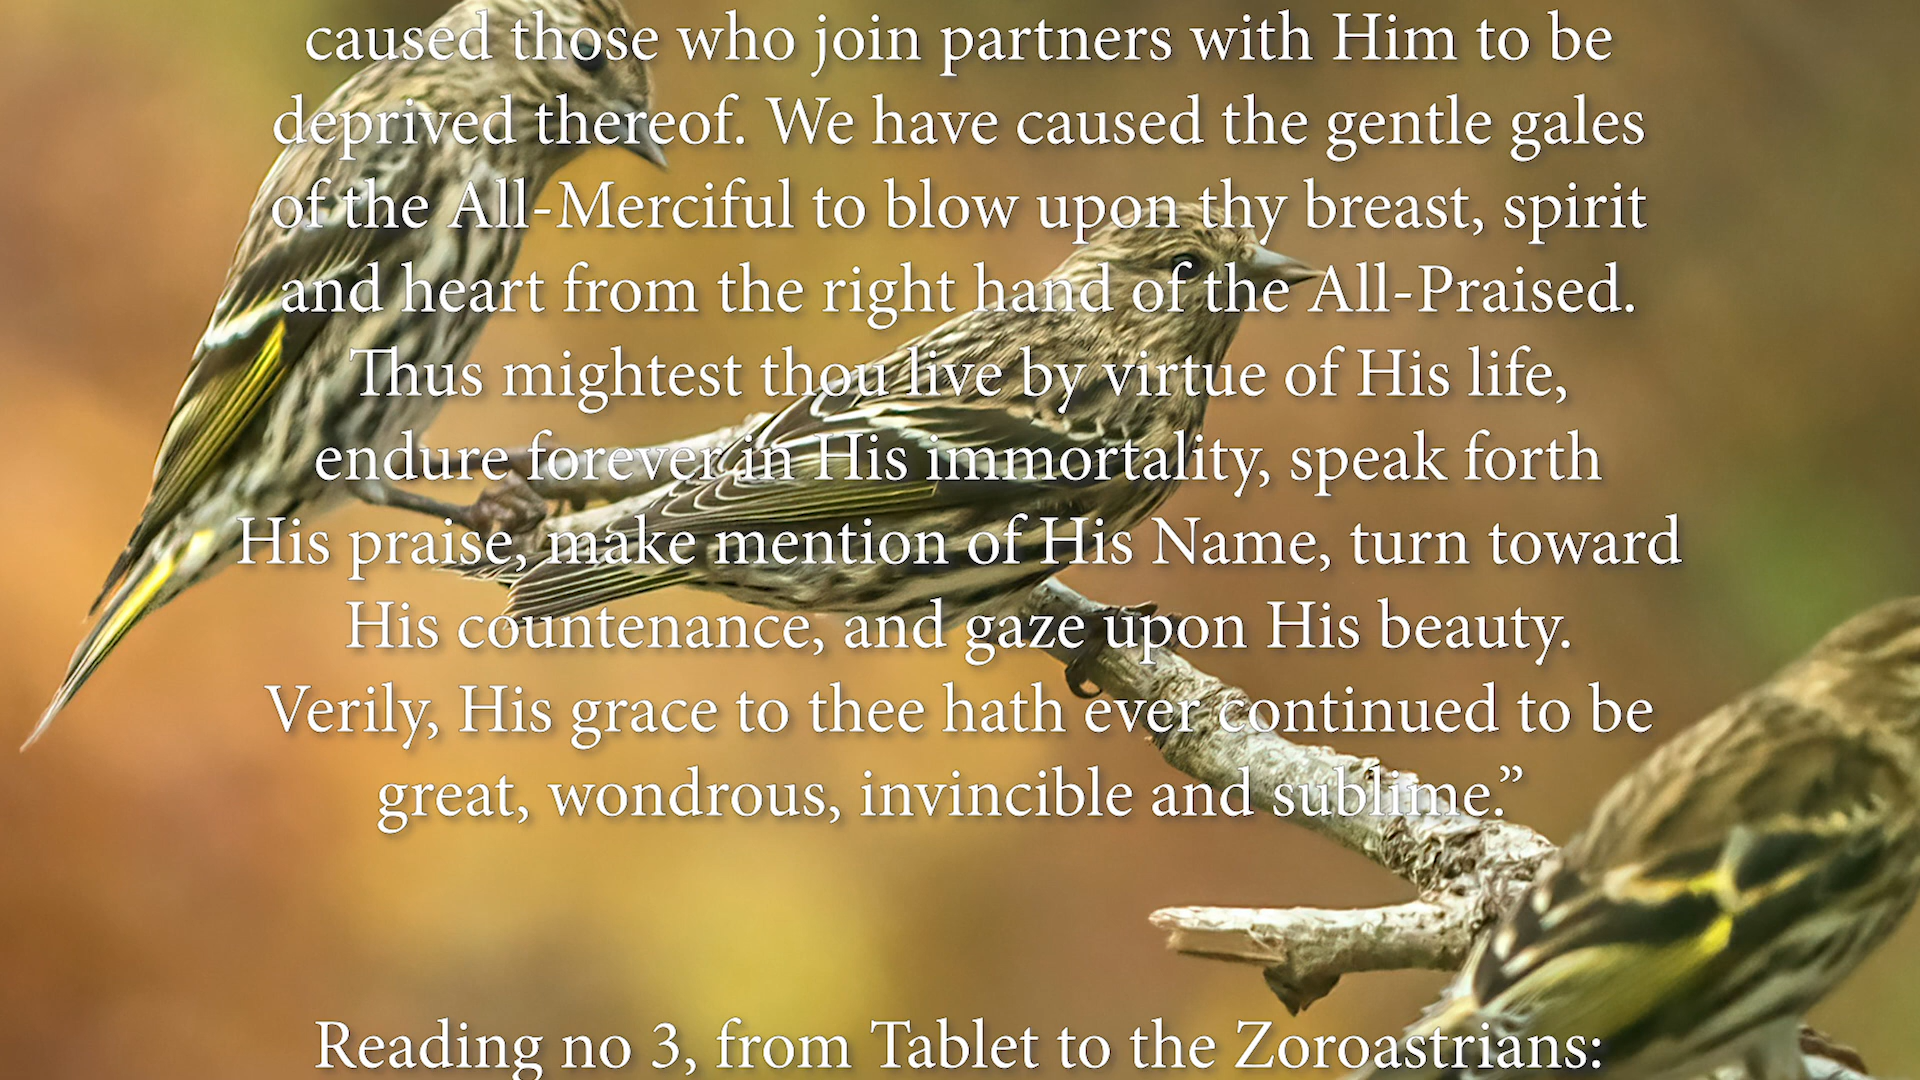 caused those who join partners with Him to be
deprived thereof. We have caused the gentle gales
of the All-Merciful to blow upon thy breast, spirit
and heart from the right hand of the All-Praised.
Thus mightest thou live by virtue of His life,
endure forever in His immortality, speak forth
His praise, make mention of His Name, turn toward
His countenance, and gaze upon His beauty.
Verily, His grace to thee hath ever continued to be
great, wondrous, invincible and sublime.”
Reading no 3, from Tablet to the Zoroastrians: